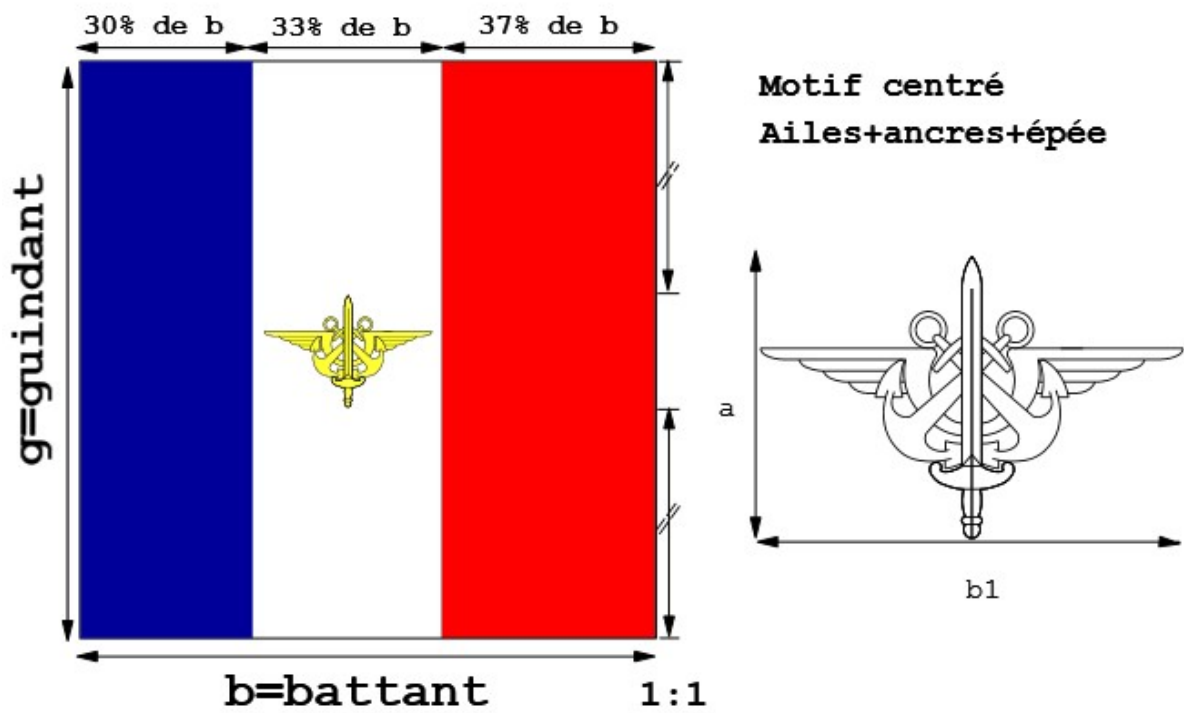 30% de b 33% de b 37% de b
Motif centré
Ailes+ancres+épée
g=guindant
a
b1
b=battant 1:1